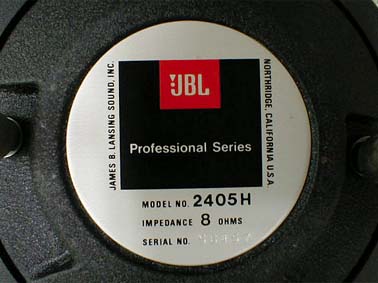 JBL
JAMES B. LANSING SOUND, INC.
NORTHRIDGE, CALIFORNIA U.S.A.
Professional Series
MODEL NO. 2405H
IMPEDANCE 8 OHMS
SERIAL NO.